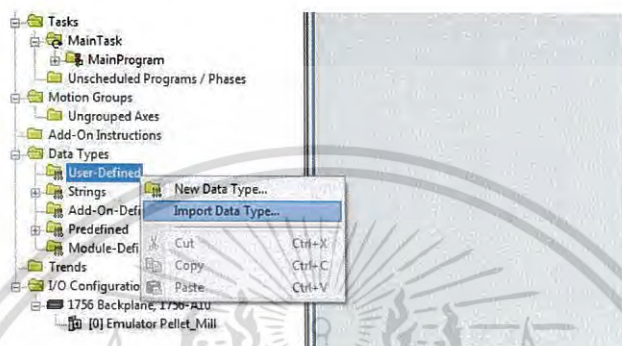 Tasks
MainTask
MainProgram
Unscheduled Programs / Phases
Motion Groups
Ungrouped Axes
Add-On Instructions
Data Types
User-Defined
Strings
New Data Type...
Add-On-Defi
Import Data Type...
Predefined
Module-Defi
Cut Ctrl+X
Trends
Copy Ctrl+C
I/O Configuratio
Paste Ctrl+V
1756 Backplane, 1756-A10
[0] Emulator Pellet_Mill